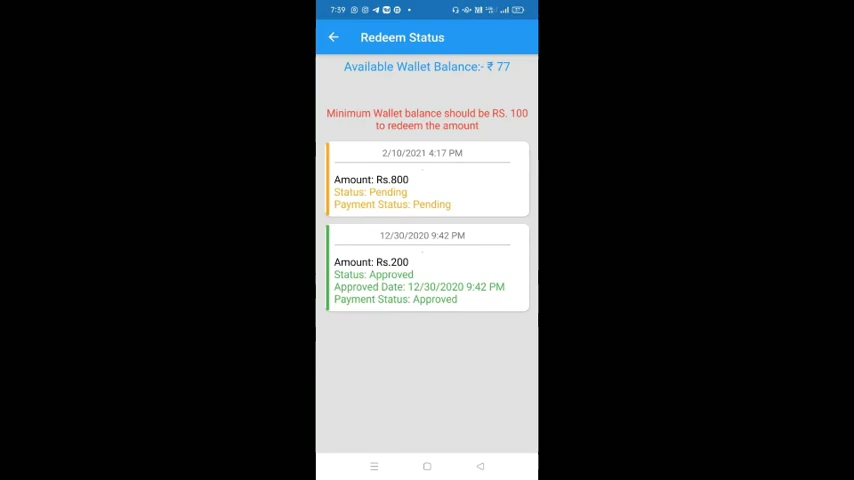 7:39
Redeem Status
Available Wallet Balance:- ₹ 77
Minimum Wallet balance should be RS. 100
to redeem the amount
2/10/2021 4:17 PM
Amount: Rs.800
Status: Pending
Payment Status: Pending
12/30/2020 9:42 PM
Amount: Rs.200
Status: Approved
Approved Date: 12/30/2020 9:42 PM
Payment Status: Approved